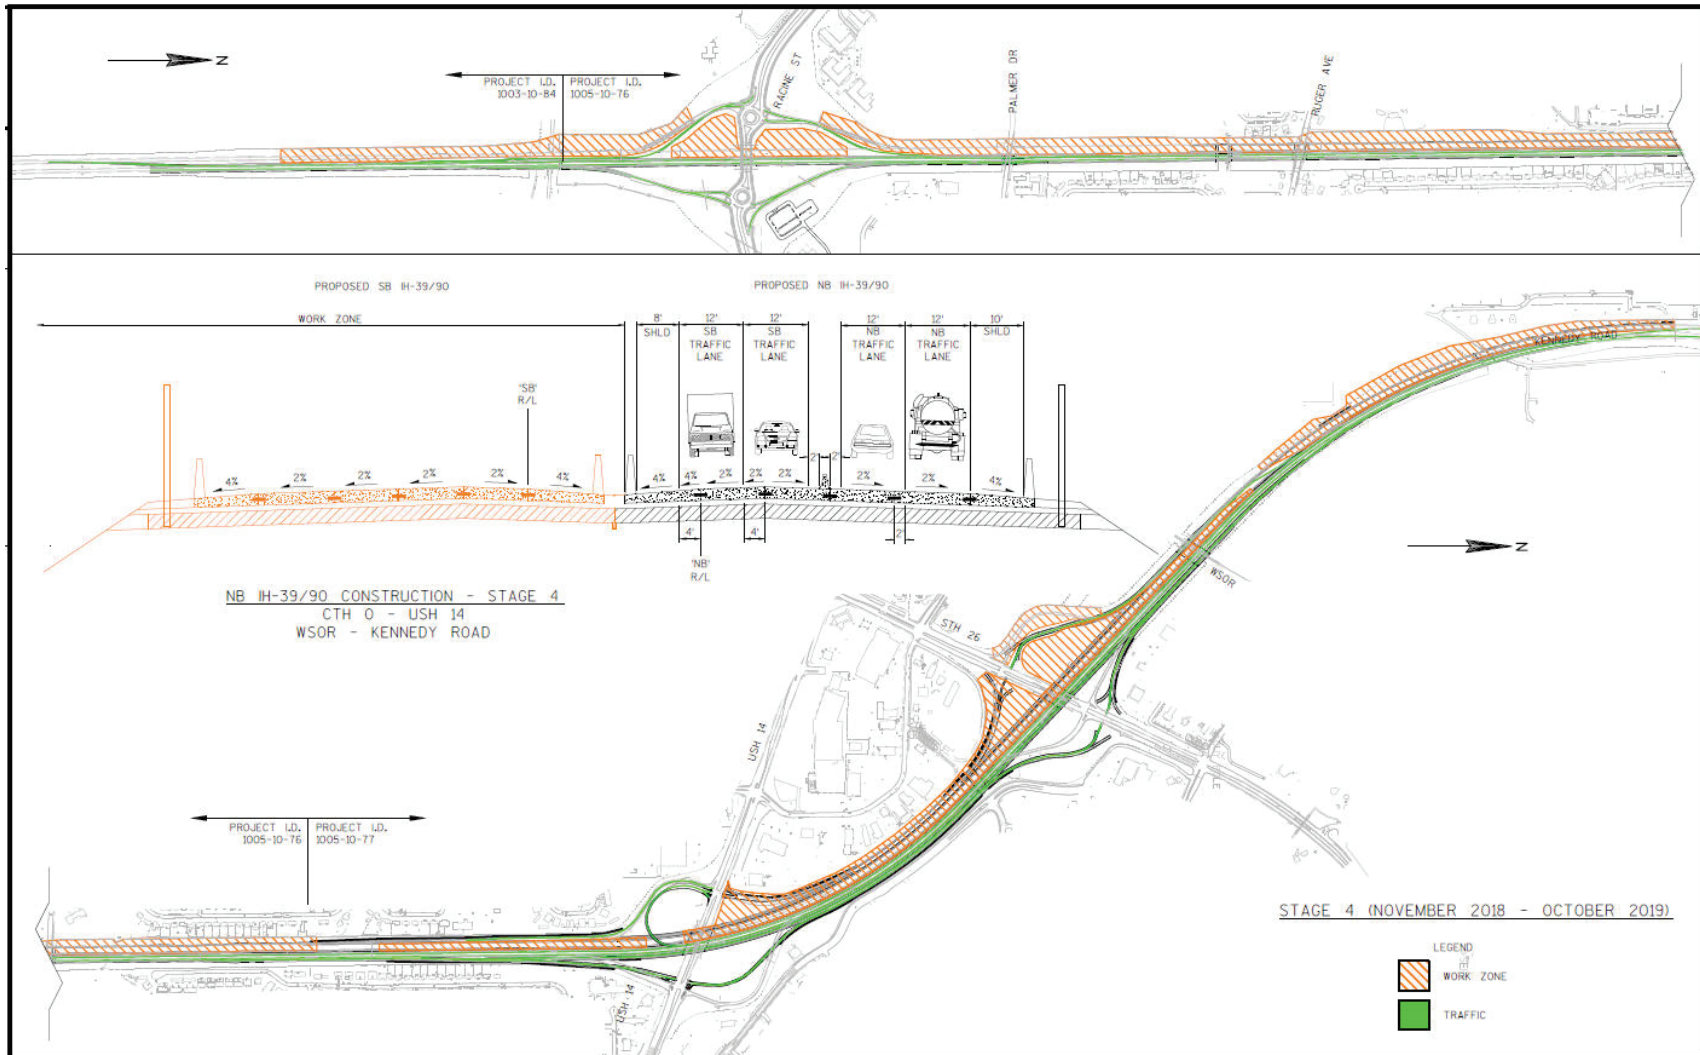 N
PROJECT I.D.
1003-10-84
PROJECT I.D.
1005-10-76
RACINE ST
PALMER DR
RUGER AVE
PROPOSED SB IH-39/90
PROPOSED NB IH-39/90
WORK ZONE
8'
SHLD
12'
SB
TRAFFIC
LANE
12'
SB
TRAFFIC
LANE
12'
NB
TRAFFIC
LANE
12'
NB
TRAFFIC
LANE
10'
SHLD
KENNEDY ROAD
'SB'
R/L
2'
2'
4%
2%
2%
2%
2%
4%
4%
4%
2%
2%
2%
2%
2%
4%
4'
4'
2'
'NB'
R/L
N
WSOR
NB IH-39/90 CONSTRUCTION - STAGE 4
CTH O - USH 14
WSOR - KENNEDY ROAD
STH 26
USH 14
PROJECT I.D.
1005-10-76
PROJECT I.D.
1005-10-77
USH 14
STAGE 4 (NOVEMBER 2018 - OCTOBER 2019)
LEGEND
WORK ZONE
TRAFFIC